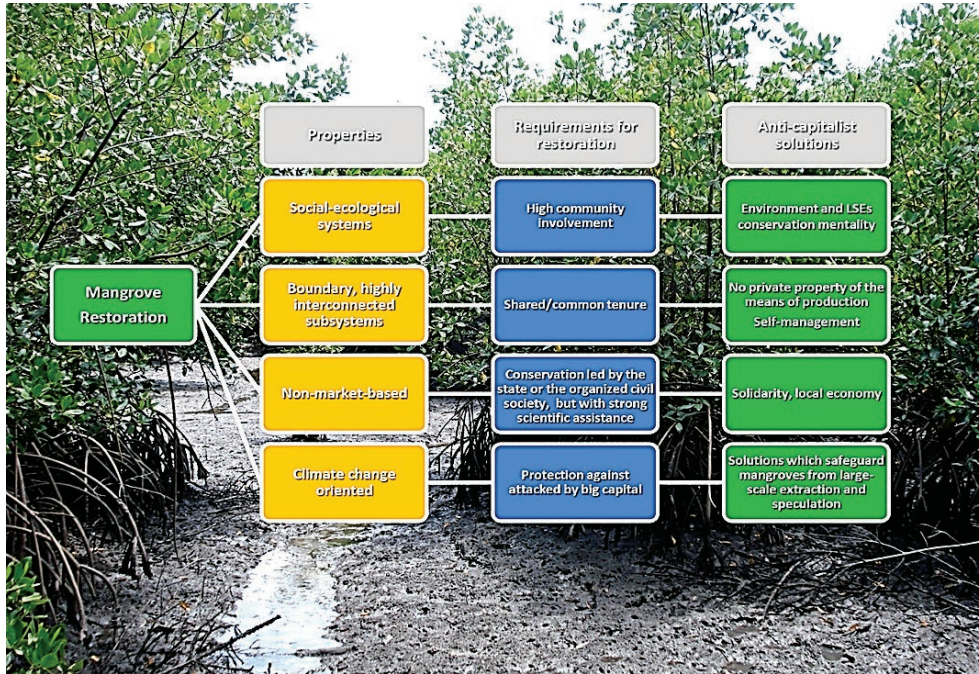 Properties
Requirements for
restoration
Anti-capitalist
solutions
Social-ecological
systems
High community
involvement
Environment and LSEs
conservation mentality
Mangrove
Restoration
Boundary, highly
interconnected
subsystems
Shared/common tenure
No private property of the
means of production
Self-management
Non-market-based
Conservation led by the
state or the organized civil
society, but with strong
scientific assistance
Solidarity, local economy
Climate change
oriented
Protection against
attacked by big capital
Solutions which safeguard
mangroves from large-
scale extraction and
speculation